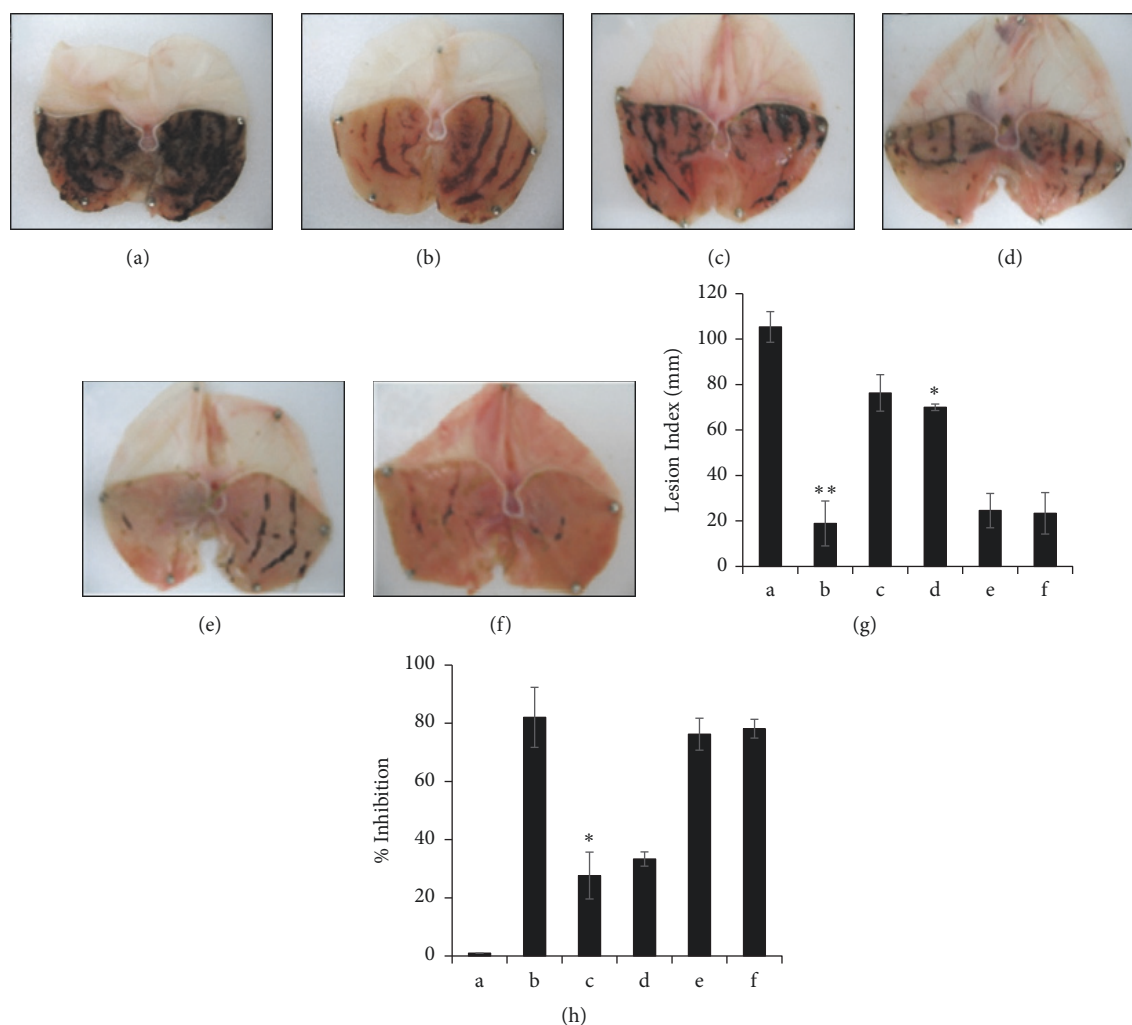 (a)
(b)
(c)
(d)
(e)
(f)
Lesion Index (mm)
120
100
80
60
40
20
0
**
*
a b c d e f
(g)
% Inhibition
100
80
60
40
20
0
*
a b c d e f
(h)